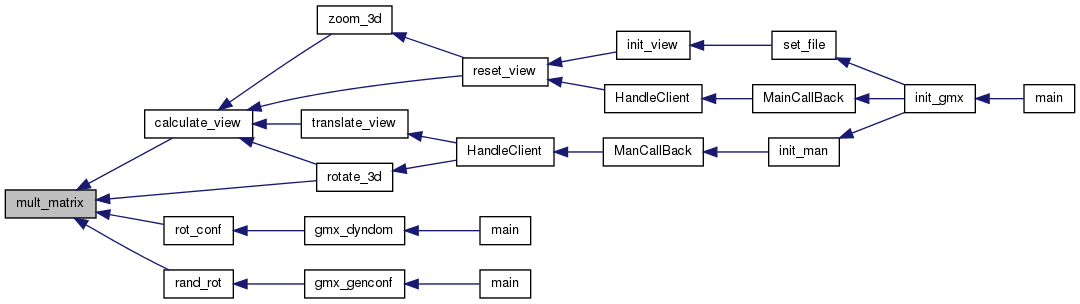 zoom_3d
init_view
set_file
reset_view
HandleClient
MainCallBack
init_gmx
main
calculate_view
translate_view
HandleClient
ManCallBack
init_man
rotate_3d
mult_matrix
rot_conf
gmx_dyndom
main
rand_rot
gmx_genconf
main